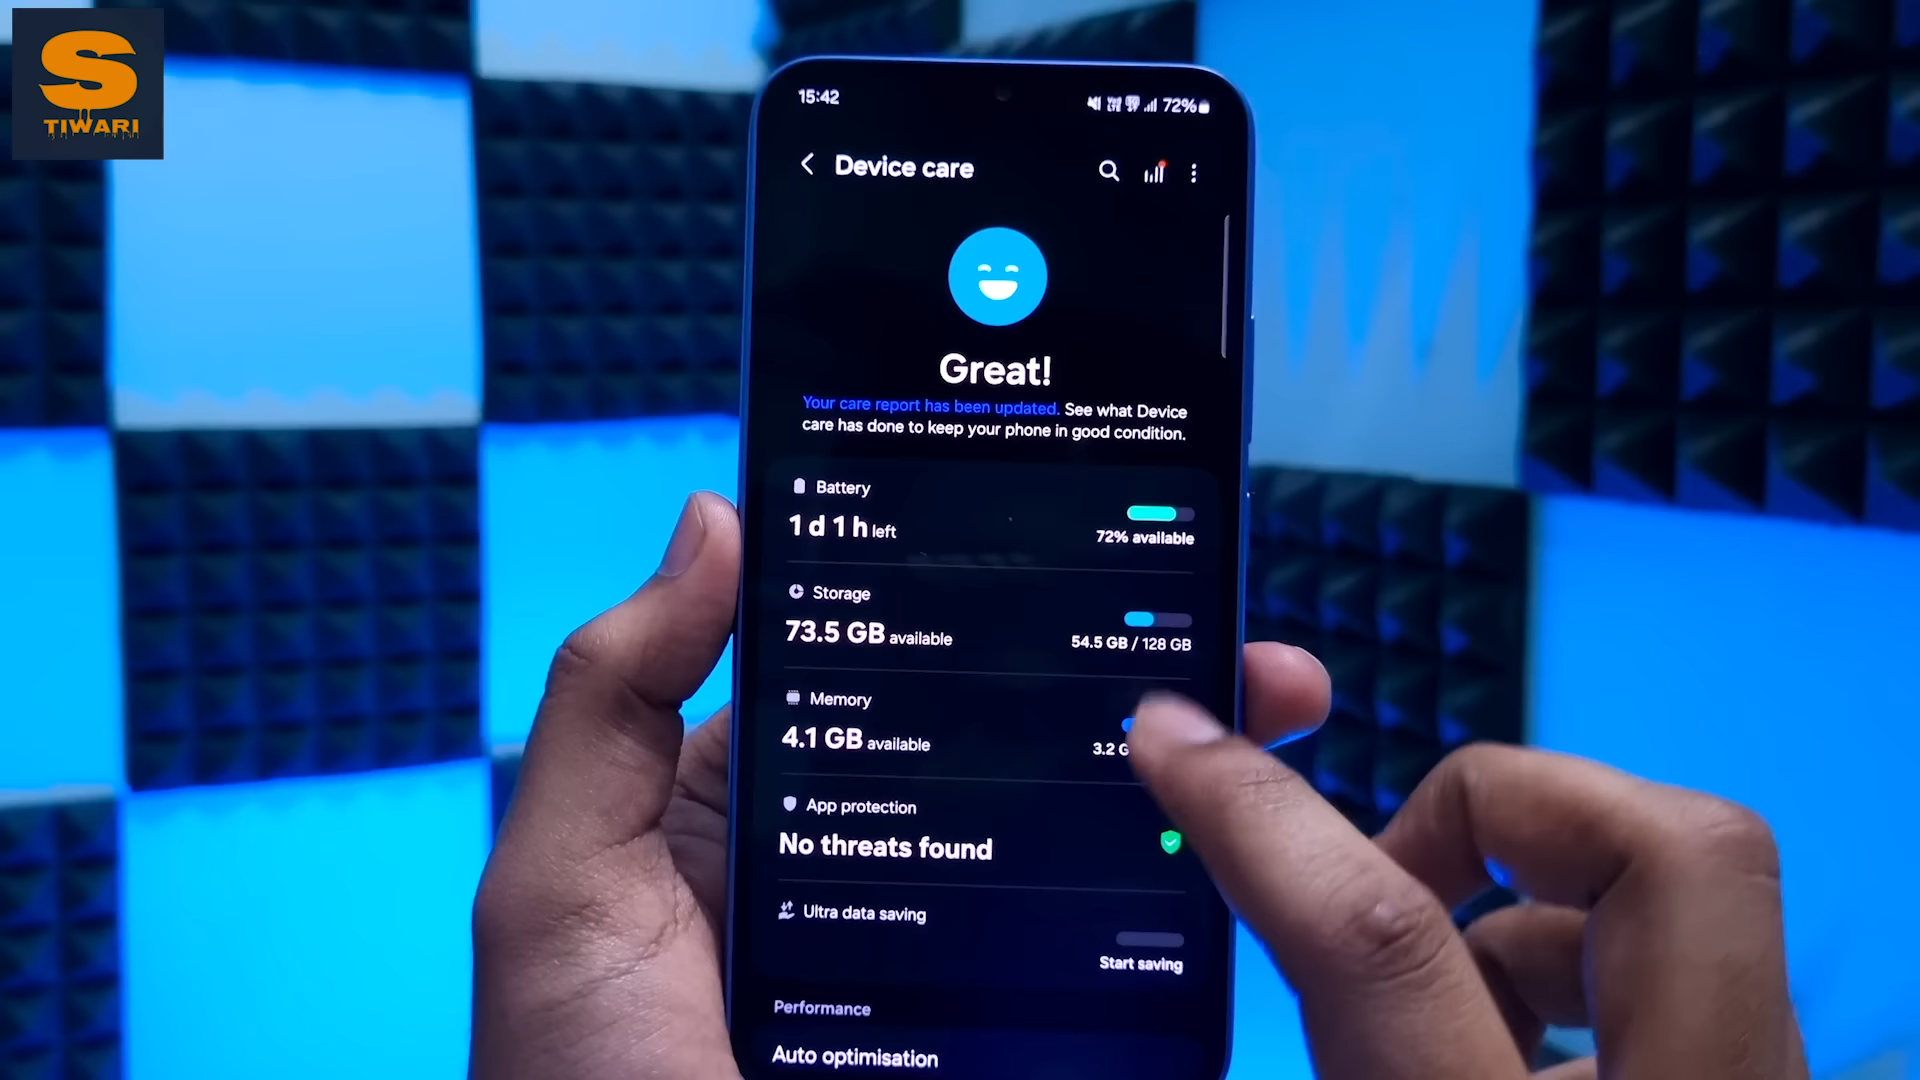 S
TIWARI
15:42
72%
Device care
Great!
Your care report has been updated. See what Device
care has done to keep your phone in good condition.
Battery
1 d 1 h left
72% available
Storage
73.5 GB available
54.5 GB / 128 GB
Memory
4.1 GB available
3.2 G
App protection
No threats found
Ultra data saving
Start saving
Performance
Auto optimisation